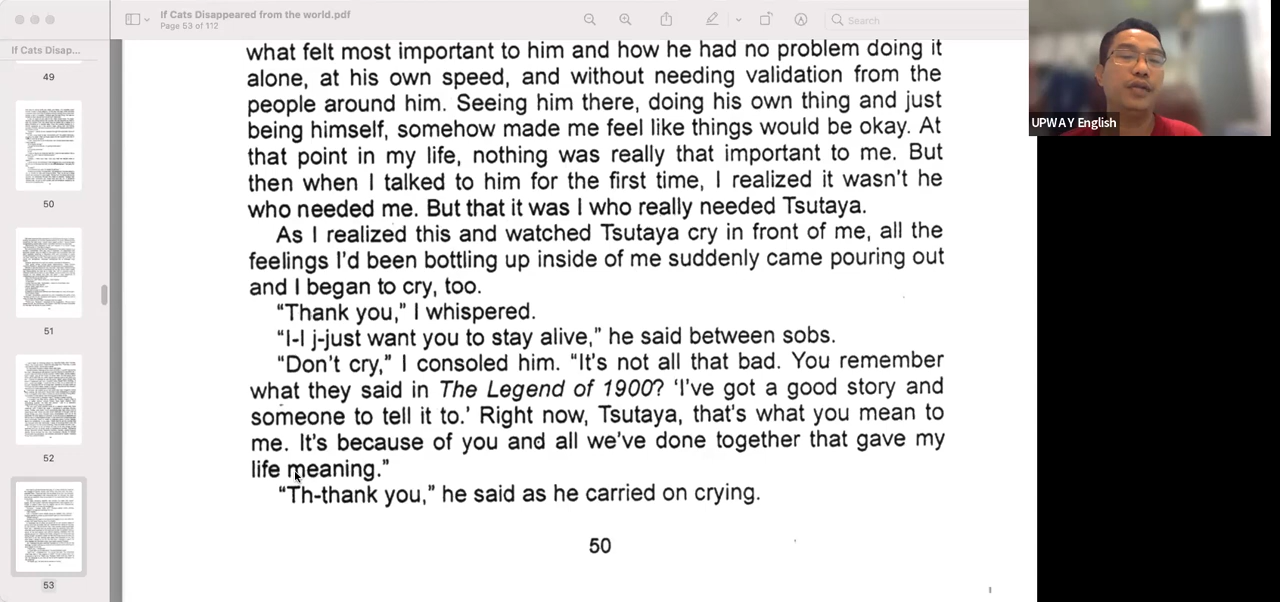 If Cats Disappeared from the world.pdf
Page 53 of 112
Search
If Cats Disap...
49
50
51
52
53
what felt most important to him and how he had no problem doing it
alone, at his own speed, and without needing validation from the
people around him. Seeing him there, doing his own thing and just
being himself, somehow made me feel like things would be okay. At
that point in my life, nothing was really that important to me. But
then when I talked to him for the first time, I realized it wasn't he
who needed me. But that it was I who really needed Tsutaya.
As I realized this and watched Tsutaya cry in front of me, all the
feelings I'd been bottling up inside of me suddenly came pouring out
and I began to cry, too.
“Thank you,” I whispered.
“I-I j-just want you to stay alive,” he said between sobs.
“Don't cry,” I consoled him. “It's not all that bad. You remember
what they said in The Legend of 1900? ‘I've got a good story and
someone to tell it to.’ Right now, Tsutaya, that's what you mean to
me. It's because of you and all we've done together that gave my
life meaning.”
“Th-thank you,” he said as he carried on crying.
50
UPWAY English